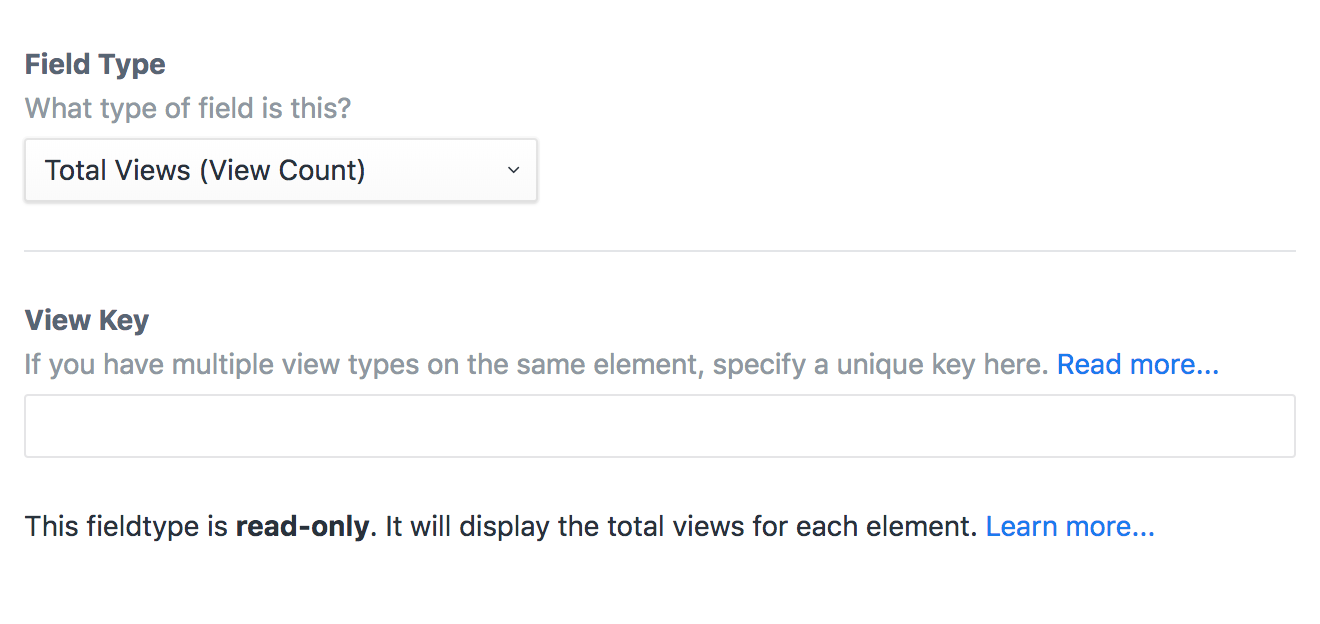 Field Type
What type of field is this?
Total Views (View Count)
View Key
If you have multiple view types on the same element, specify a unique key here. Read more...
This fieldtype is read-only. It will display the total views for each element. Learn more...